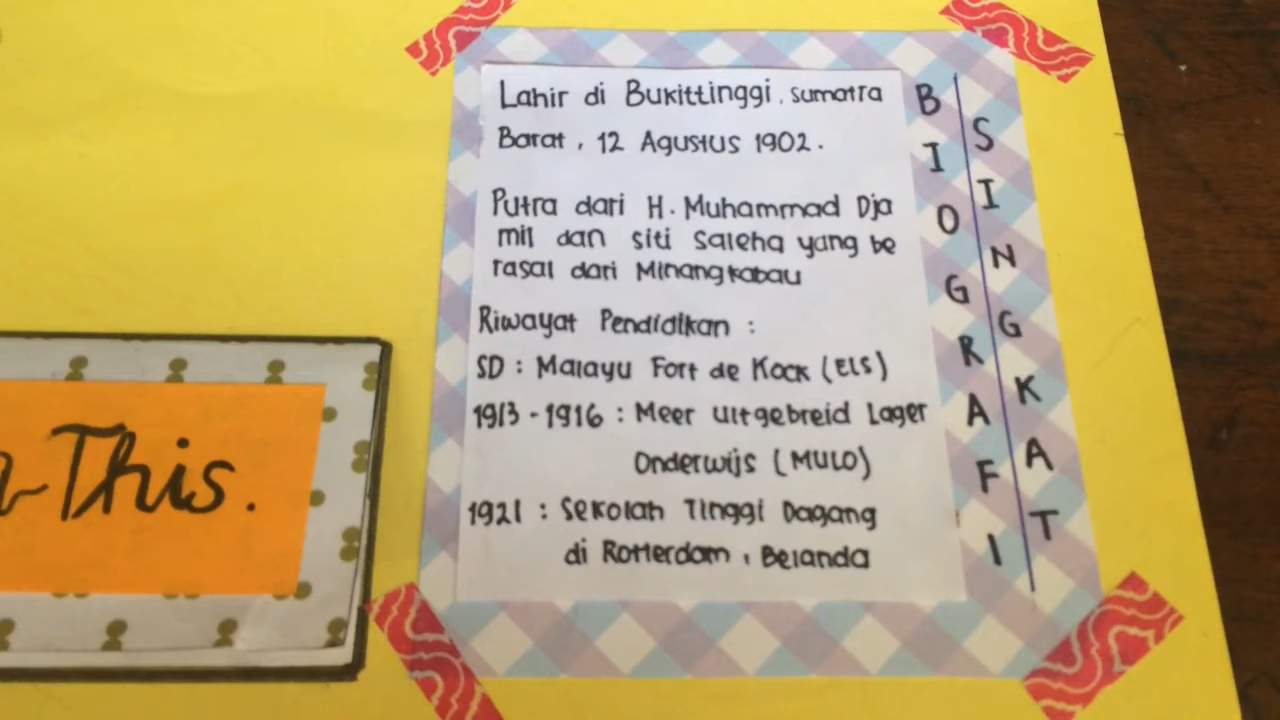 This.
Lahir di Bukittinggi, Sumatra
Barat, 12 Agustus 1902.
Putra dari H. Muhammad Dja
mil dan siti saleha yang be
rasal dari Minangkabau
Riwayat Pendidikan :
SD : Malayu Fort de Kock (ELS)
1913 - 1916 : Meer Uitgebreid Lager
Onderwijs (MULO)
1921 : Sekolah Tinggi Dagang
di Rotterdam, Belanda
BIOGRAFI
SINGKAT